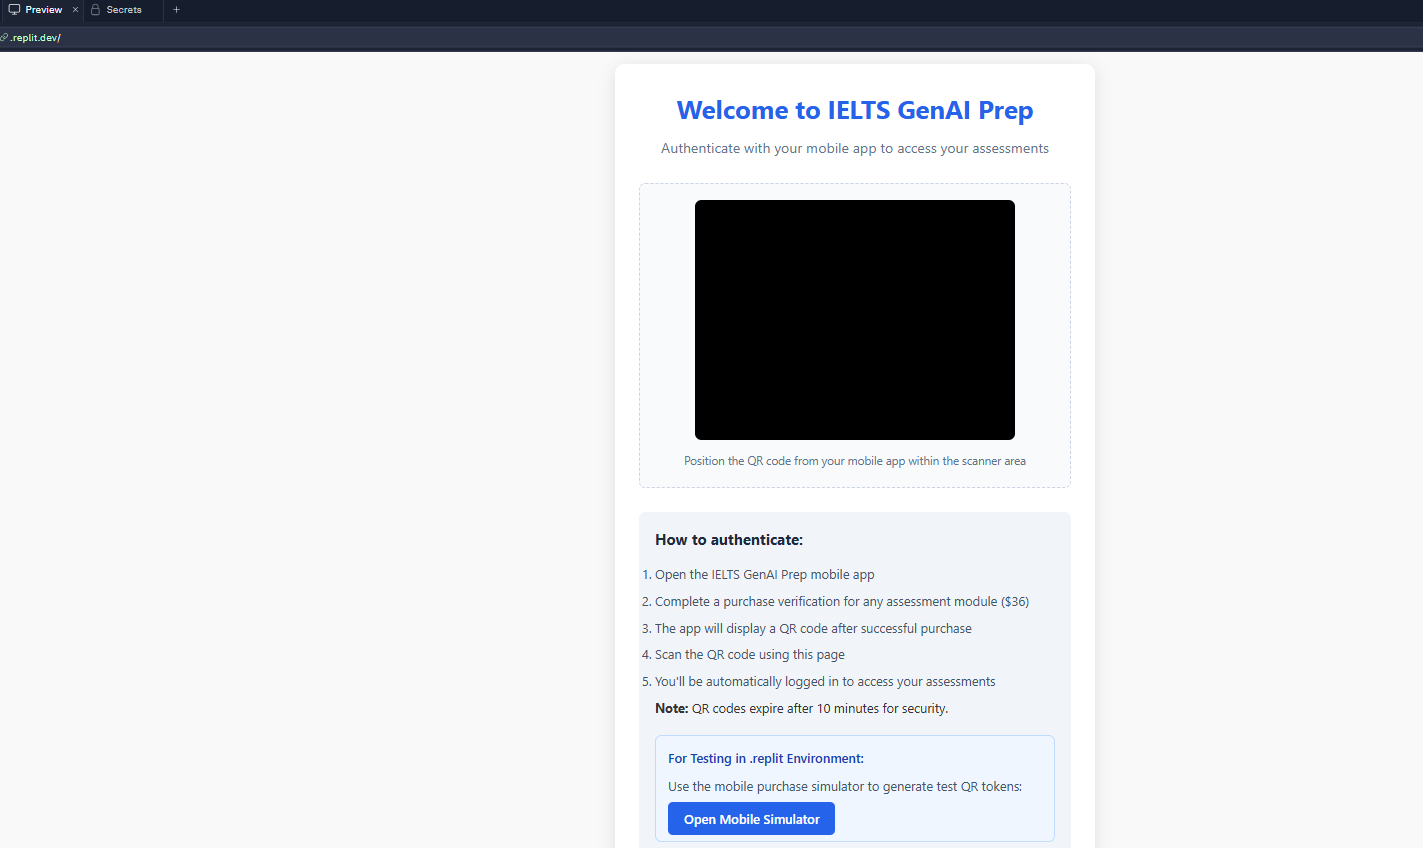 Preview
Secrets
.replit.dev/
Welcome to IELTS GenAI Prep
Authenticate with your mobile app to access your assessments
Position the QR code from your mobile app within the scanner area
How to authenticate:
1. Open the IELTS GenAI Prep mobile app
2. Complete a purchase verification for any assessment module ($36)
3. The app will display a QR code after successful purchase
4. Scan the QR code using this page
5. You'll be automatically logged in to access your assessments
Note: QR codes expire after 10 minutes for security.
For Testing in .replit Environment:
Use the mobile purchase simulator to generate test QR tokens:
Open Mobile Simulator